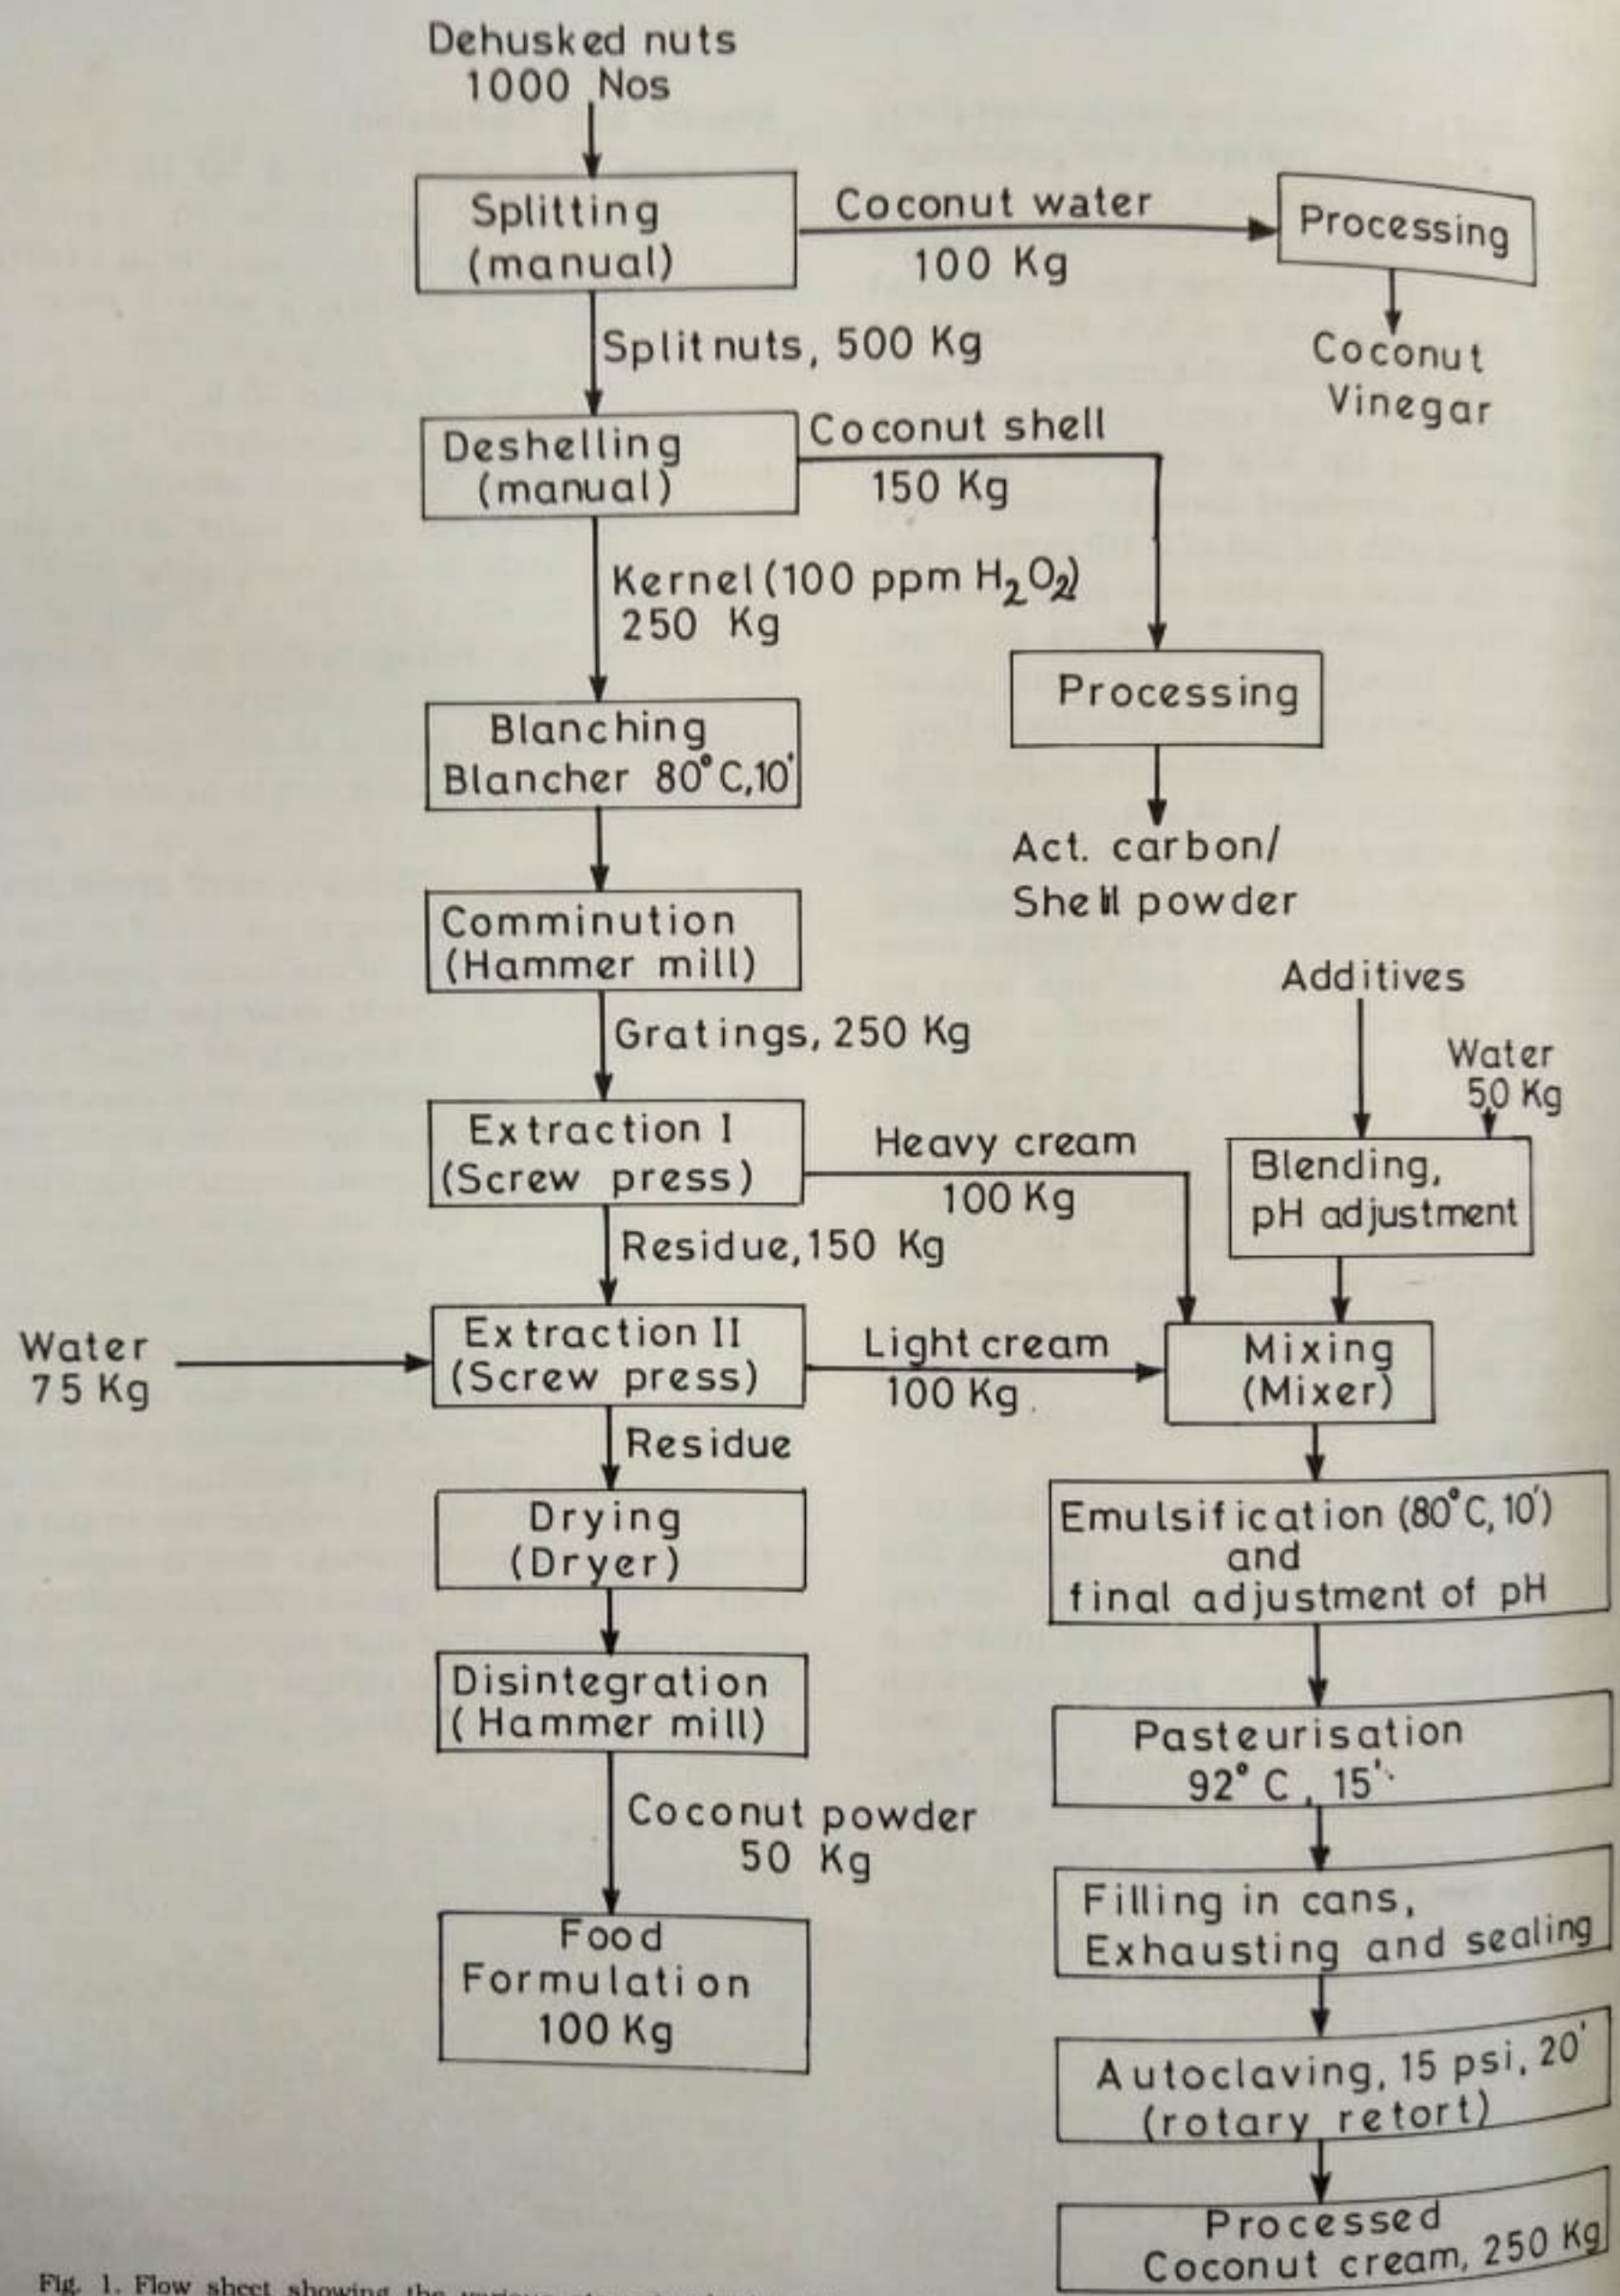 Dehusked nuts
1000 Nos
Splitting
(manual)
Coconut water
100 Kg
Processing
Coconut
Vinegar
Split nuts, 500 Kg
Deshelling
(manual)
Coconut shell
150 Kg
Kernel (100 ppm H₂O₂)
250 Kg
Processing
Act. carbon/
Shell powder
Blanching
Blancher 80°C,10'
Comminution
(Hammer mill)
Gratings, 250 Kg
Additives
Water
50 Kg
Extraction I
(Screw press)
Heavy cream
100 Kg
Blending,
pH adjustment
Residue, 150 Kg
Water
75 Kg
Extraction II
(Screw press)
Light cream
100 Kg
Mixing
(Mixer)
Residue
Drying
(Dryer)
Emulsification (80°C, 10')
and
final adjustment of pH
Disintegration
(Hammer mill)
Pasteurisation
92° C, 15'
Coconut powder
50 Kg
Filling in cans,
Exhausting and sealing
Food
Formulation
100 Kg
Autoclaving, 15 psi, 20'
(rotary retort)
Processed
Coconut cream, 250 Kg
Fig. 1. Flow sheet showing the various